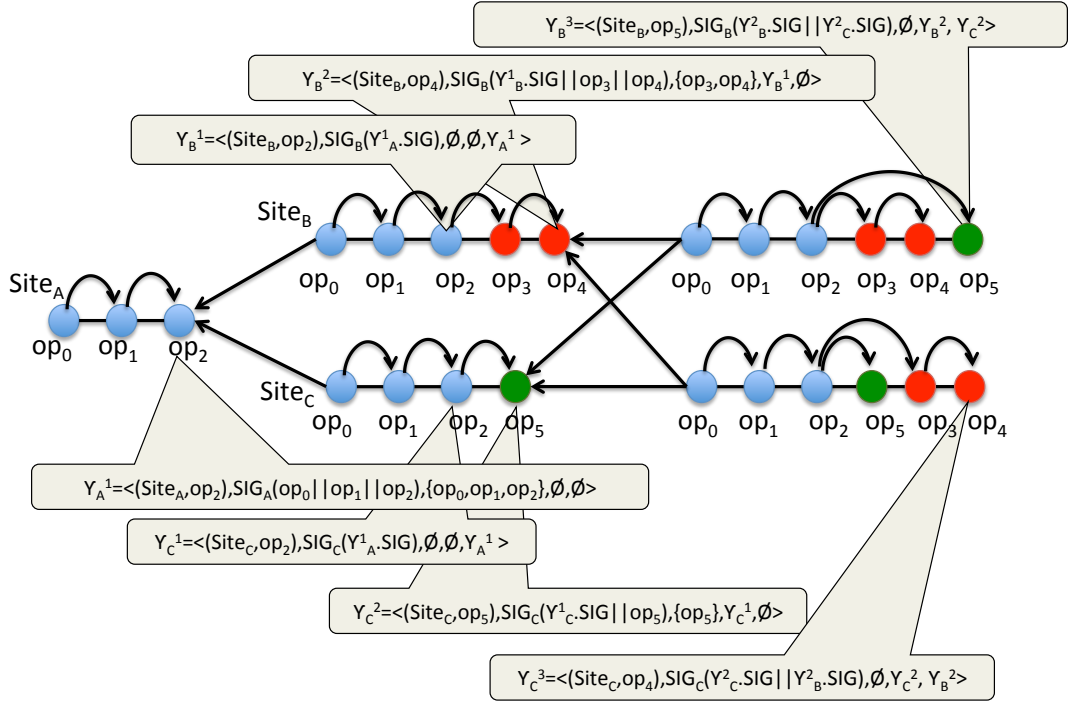 Y_B^3=<(Site_B,op_5),SIG_B(Y^2_B.SIG||Y^2_C.SIG),Ø,Y_B^2, Y_C^2>
Y_B^2=<(Site_B,op_4),SIG_B(Y^1_B.SIG||op_3||op_4),{op_3,op_4},Y_B^1,Ø>
Y_B^1=<(Site_B,op_2),SIG_B(Y^1_A.SIG),Ø,Ø,Y_A^1 >
Site_B
op_0 op_1 op_2 op_3 op_4
op_0 op_1 op_2 op_3 op_4 op_5
Site_A
op_0 op_1 op_2
Site_C
op_0 op_1 op_2 op_5
op_0 op_1 op_2 op_5 op_3 op_4
Y_A^1=<(Site_A,op_2),SIG_A(op_0||op_1||op_2),{op_0,op_1,op_2},Ø,Ø>
Y_C^1=<(Site_C,op_2),SIG_C(Y^1_A.SIG),Ø,Ø,Y_A^1 >
Y_C^2=<(Site_C,op_5),SIG_C(Y^1_C.SIG||op_5),{op_5},Y_C^1,Ø>
Y_C^3=<(Site_C,op_4),SIG_C(Y^2_C.SIG||Y^2_B.SIG),Ø,Y_C^2, Y_B^2>